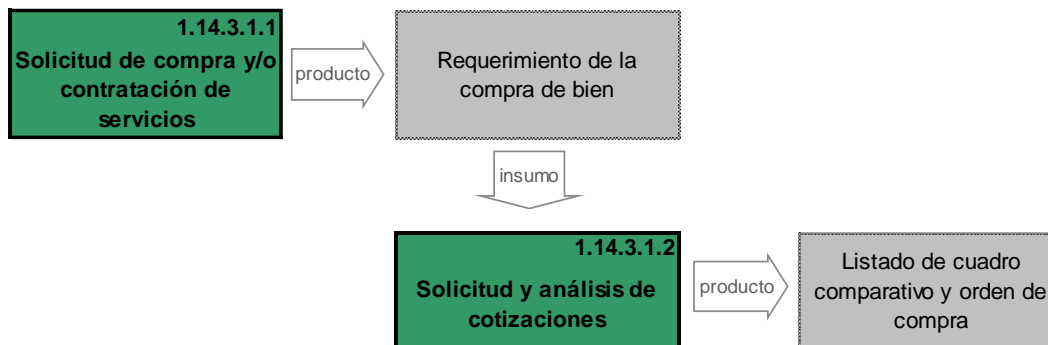 1.14.3.1.1
Solicitud de compra y/o
contratación de
servicios
producto
Requerimiento de la
compra de bien
insumo
1.14.3.1.2
Solicitud y análisis de
cotizaciones
producto
Listado de cuadro
comparativo y orden de
compra